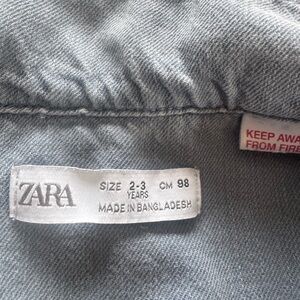 KEEP AWA
FROM FIRE
ZARA
SIZE 2-3 CM 98
YEARS
MADE IN BANGLADESH